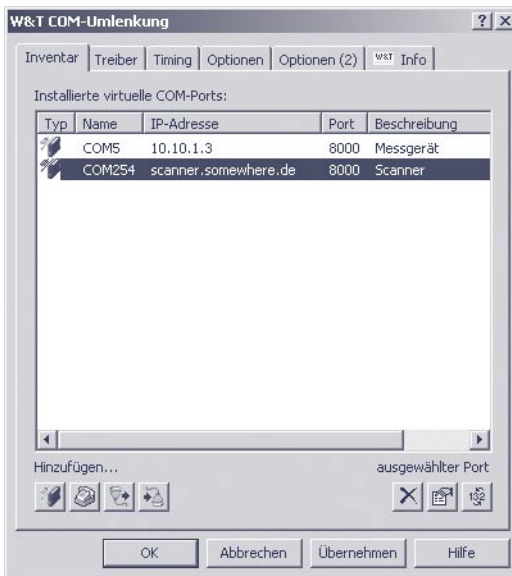 W&T COM-Umlenkung
Inventar Treiber Timing Optionen Optionen (2) W&T Info
Installierte virtuelle COM-Ports:
Typ Name IP-Adresse Port Beschreibung
COM5 10.10.1.3 8000 Messgerät
COM254 scanner.somewhere.de 8000 Scanner
Hinzufügen... ausgewählter Port
132
OK Abbrechen Übernehmen Hilfe